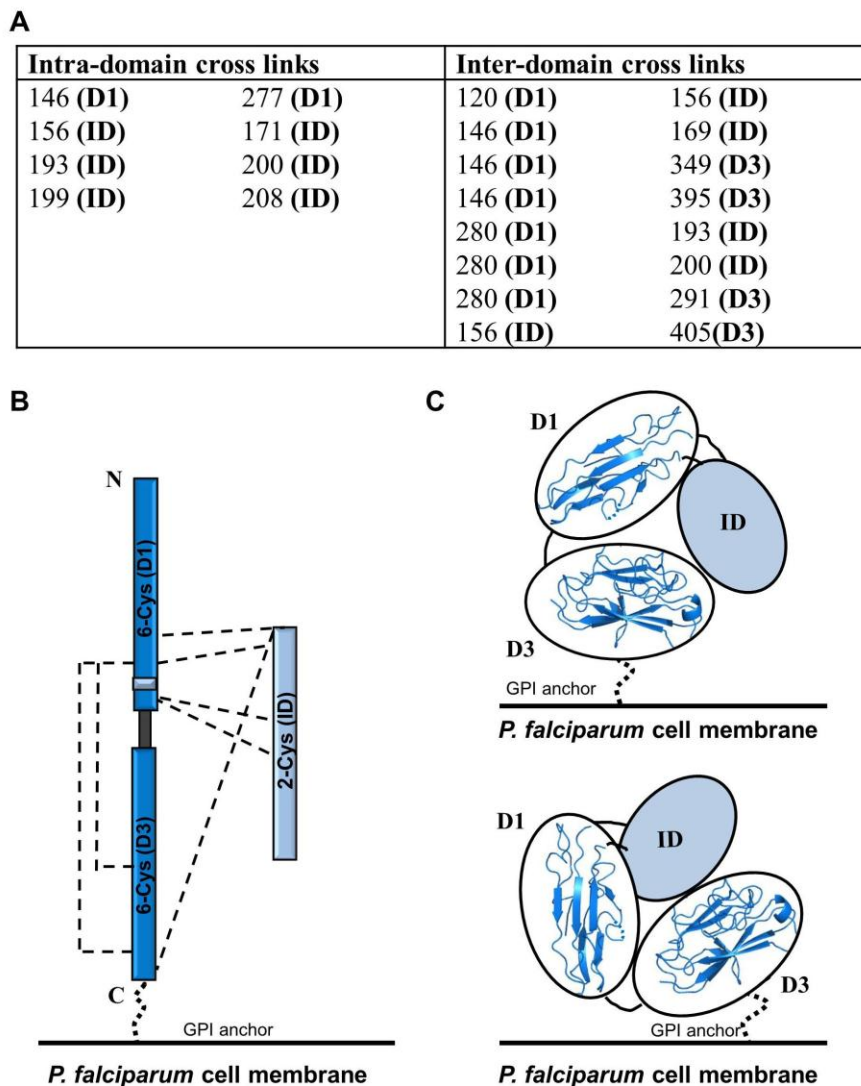 A
Intra-domain cross links Inter-domain cross links
146 (D1) 277 (D1) 120 (D1) 156 (ID)
156 (ID) 171 (ID) 146 (D1) 169 (ID)
193 (ID) 200 (ID) 146 (D1) 349 (D3)
199 (ID) 208 (ID) 146 (D1) 395 (D3)
280 (D1) 193 (ID)
280 (D1) 200 (ID)
280 (D1) 291 (D3)
156 (ID) 405(D3)
B
N
6-Cys (D1)
2-Cys (ID)
6-Cys (D3)
C
GPI anchor
P. falciparum cell membrane
C
D1
ID
D3
GPI anchor
P. falciparum cell membrane
D1
ID
D3
GPI anchor
P. falciparum cell membrane